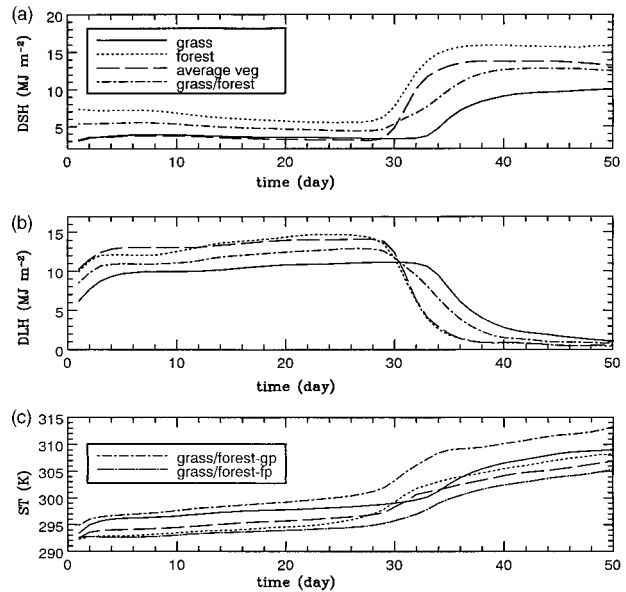 (a)
20
15
10
5
DSH (MJ m⁻²)
grass
forest
average veg
grass/forest
0 10 20 30 40 50
time (day)
(b)
15
10
5
0
DLH (MJ m⁻²)
0 10 20 30 40 50
time (day)
(c)
315
310
305
300
295
290
ST (K)
grass/forest-gp
grass/forest-fp
0 10 20 30 40 50
time (day)